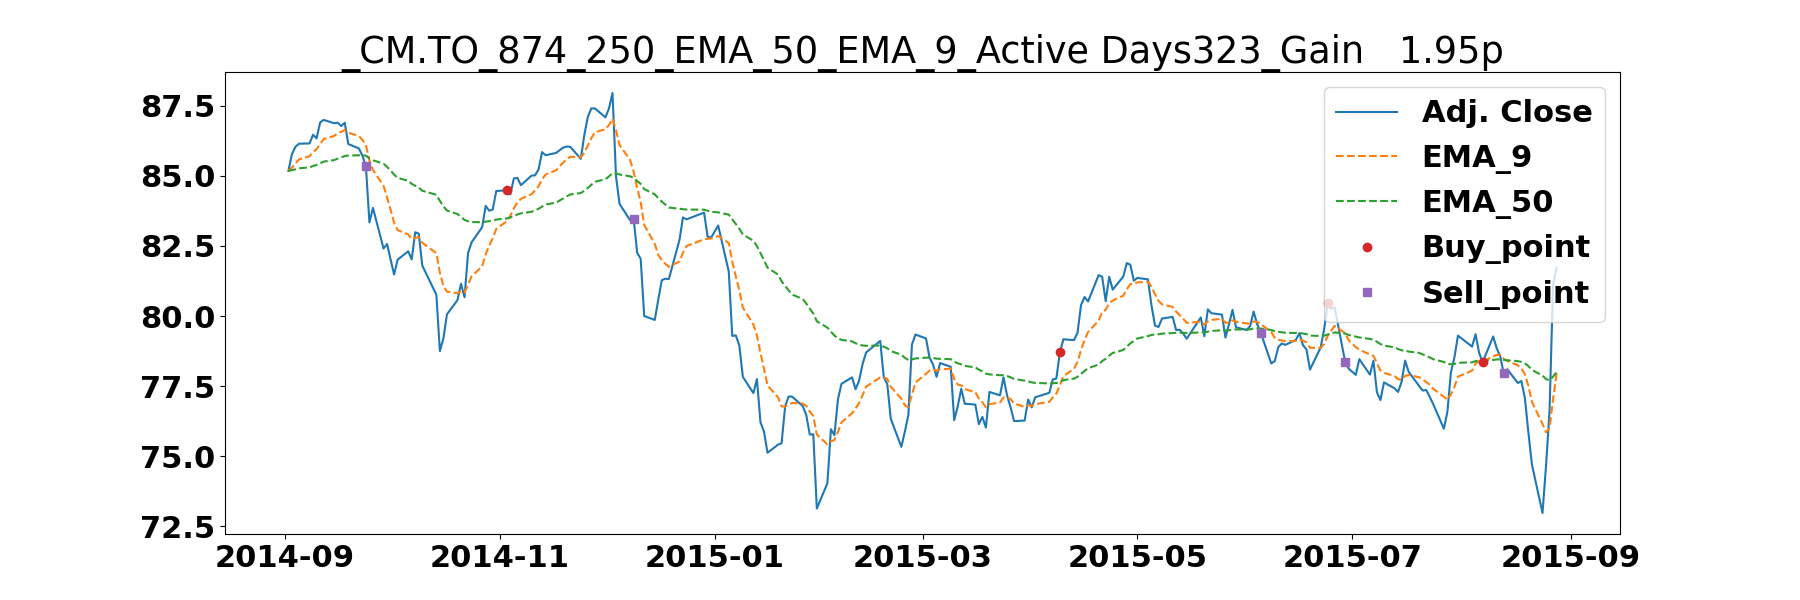 _CM.TO_874_250_EMA_50_EMA_9_Active Days323_Gain   1.95p
87.5
85.0
82.5
80.0
77.5
75.0
72.5
Adj. Close
EMA_9
EMA_50
Buy_point
Sell_point
2014-09 2014-11 2015-01 2015-03 2015-05 2015-07 2015-09